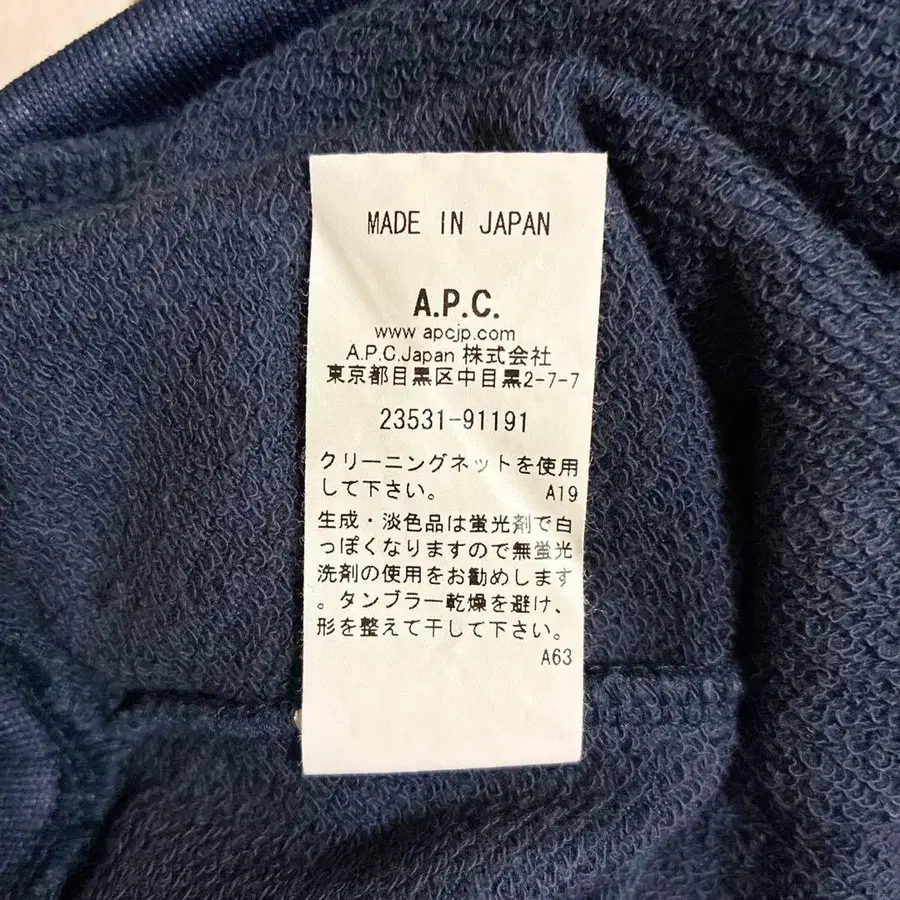 MADE IN JAPAN
A.P.C.
www.apcjp.com
A.P.C.Japan 株式会社
東京都目黒区中目黒2-7-7
23531-91191
クリーニングネットを使用
して下さい。 A19
生成・淡色品は蛍光剤で白
っぽくなりますので無蛍光
洗剤の使用をお勧めします
。タンブラー乾燥を避け、
形を整えて干して下さい。
A63